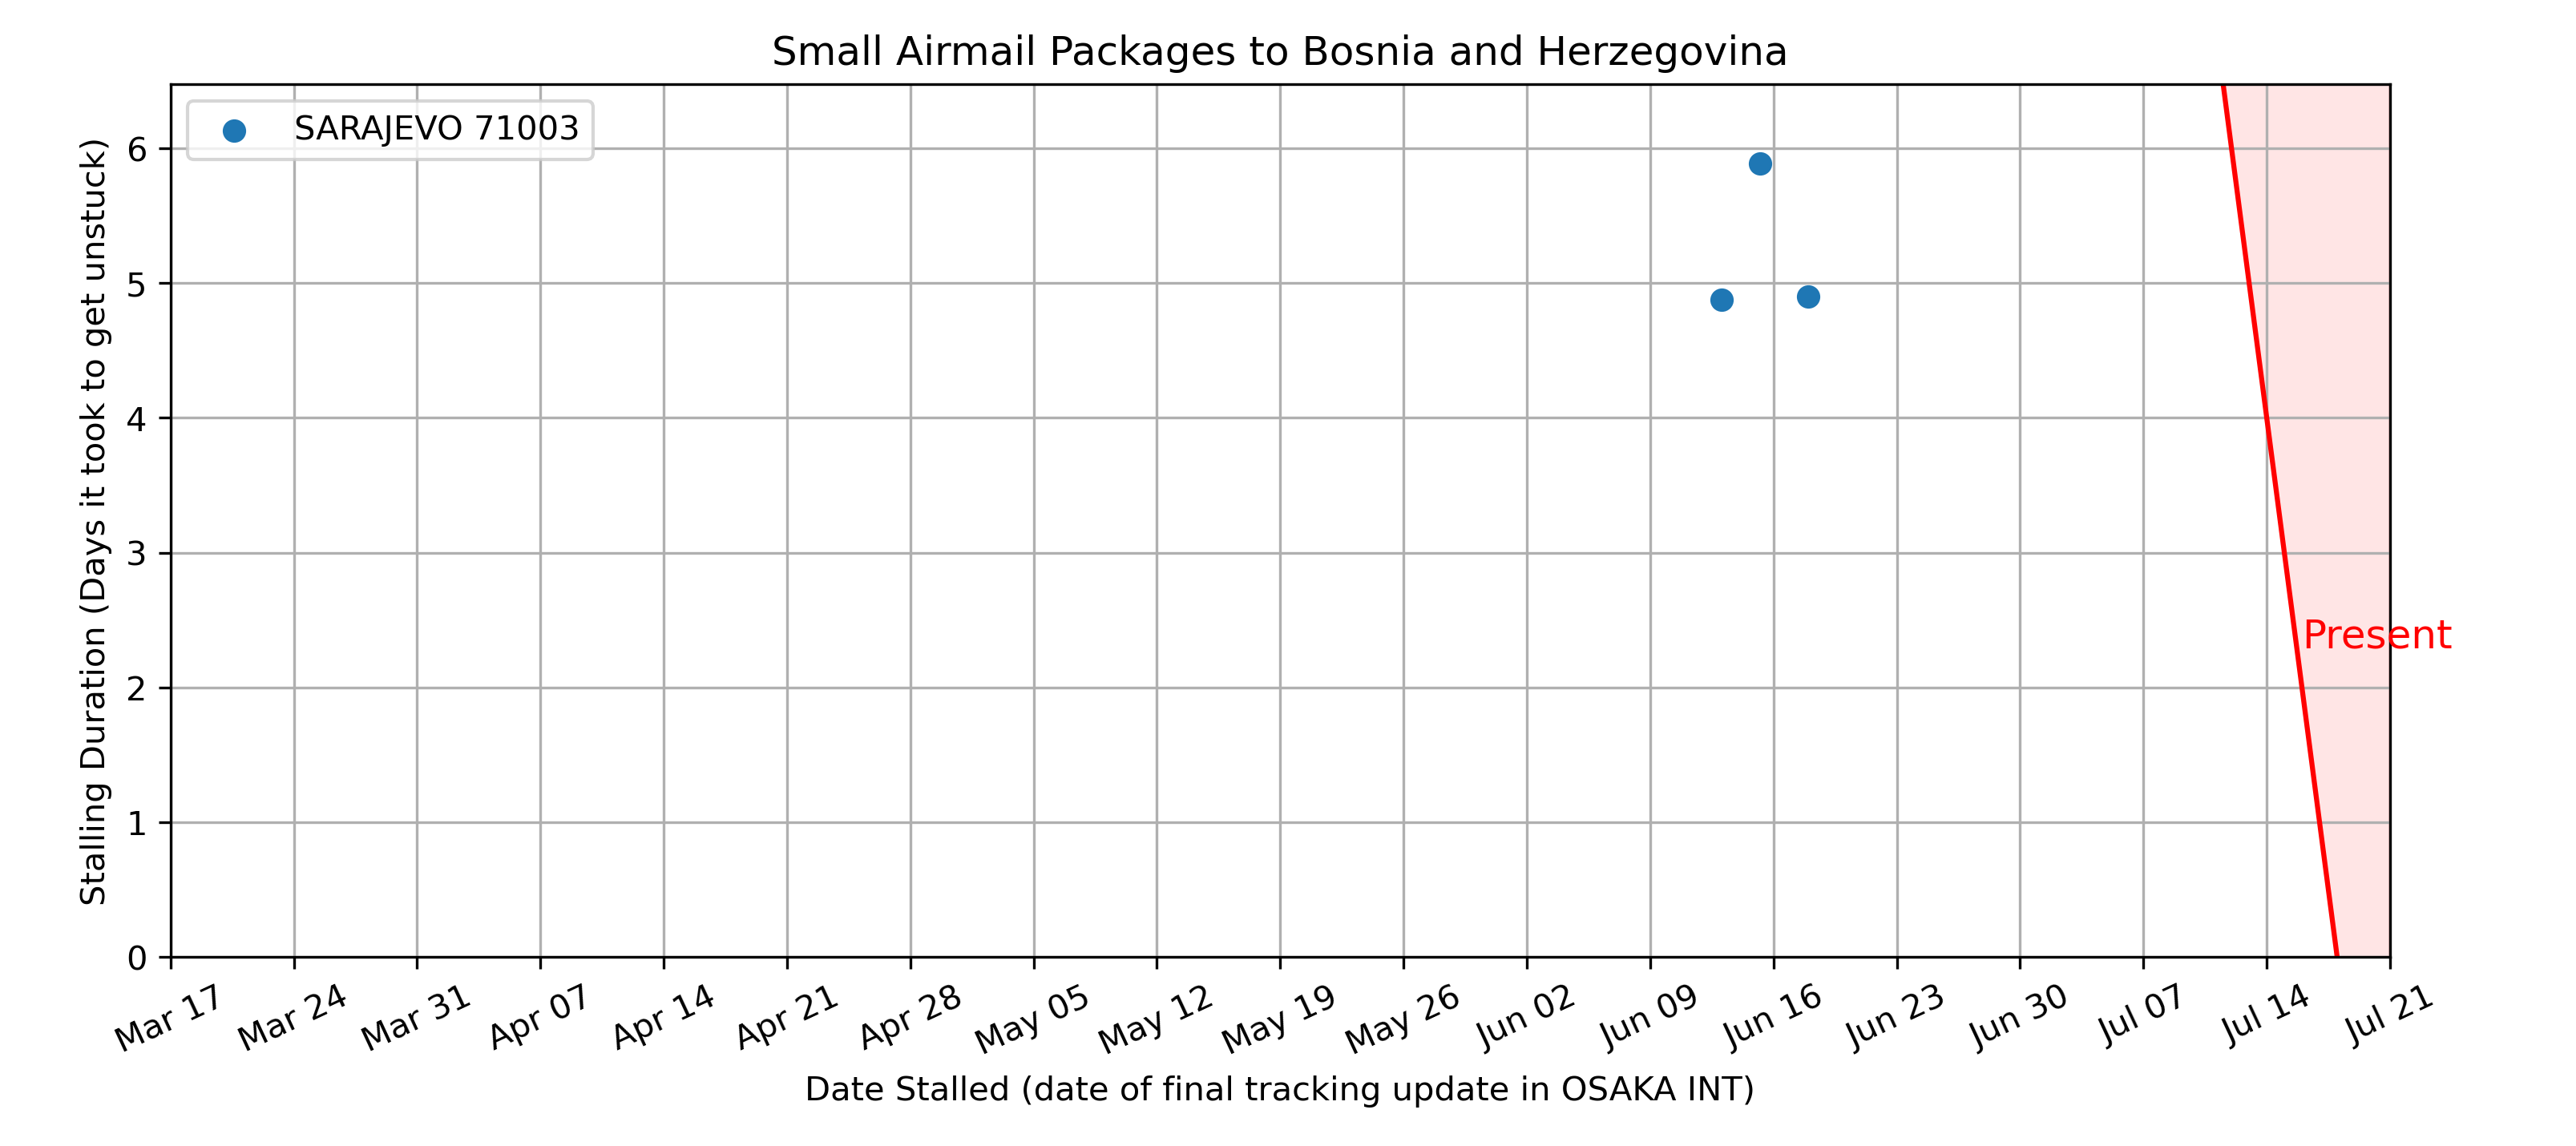 Small Airmail Packages to Bosnia and Herzegovina
SARAJEVO 71003
Stalling Duration (Days it took to get unstuck)
6
5
4
3
2
1
0
Present
Mar 17
Mar 24
Mar 31
Apr 07
Apr 14
Apr 21
Apr 28
May 05
May 12
May 19
May 26
Jun 02
Jun 09
Jun 16
Jun 23
Jun 30
Jul 07
Jul 14
Jul 21
Date Stalled (date of final tracking update in OSAKA INT)